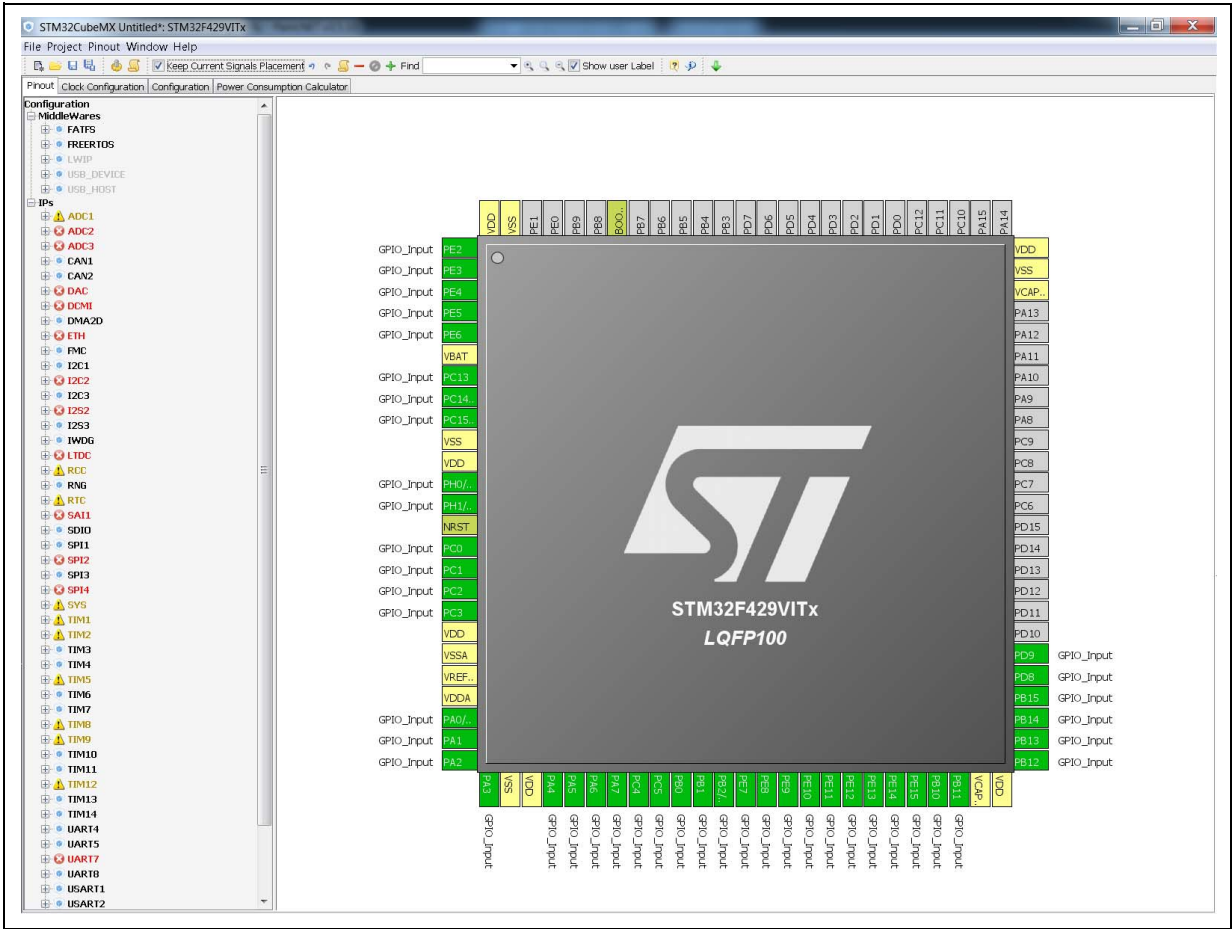 STM32CubeMX Untitled*: STM32F429VITx
File Project Pinout Window Help
Keep Current Signals Placement Find Show user Label
Pinout Clock Configuration Configuration Power Consumption Calculator
Configuration
MiddleWares
FATFS
FREERTOS
LWIP
USB_DEVICE
USB_HOST
IPs
ADC1
ADC2
ADC3
CAN1
CAN2
DAC
DCMI
DMA2D
ETH
FMC
I2C1
I2C2
I2C3
I2S2
I2S3
IWDG
LTDC
RCC
RNG
RTC
SAI1
SDIO
SPI1
SPI2
SPI3
SPI4
SYS
TIM1
TIM2
TIM3
TIM4
TIM5
TIM6
TIM7
TIM8
TIM9
TIM10
TIM11
TIM12
TIM13
TIM14
UART4
UART5
UART7
UART8
USART1
USART2
VDD
VSS
PE1
PE0
PB9
PB8
BOO..
PB7
PB6
PB5
PB4
PB3
PD7
PD6
PD5
PD4
PD3
PD2
PD1
PD0
PC12
PC11
PC10
PA15
PA14
GPIO_Input PE2
GPIO_Input PE3
GPIO_Input PE4
GPIO_Input PE5
GPIO_Input PE6
VBAT
GPIO_Input PC13
GPIO_Input PC14..
GPIO_Input PC15..
VSS
VDD
GPIO_Input PH0/..
GPIO_Input PH1/..
NRST
GPIO_Input PC0
GPIO_Input PC1
GPIO_Input PC2
GPIO_Input PC3
VDD
VSSA
VREF..
VDDA
GPIO_Input PA0/..
GPIO_Input PA1
GPIO_Input PA2
ST
STM32F429VITx
LQFP100
VDD
VSS
VCAP..
PA13
PA12
PA11
PA10
PA9
PA8
PC9
PC8
PC7
PC6
PD15
PD14
PD13
PD12
PD11
PD10
PD9 GPIO_Input
PD8 GPIO_Input
PB15 GPIO_Input
PB14 GPIO_Input
PB13 GPIO_Input
PB12 GPIO_Input
PA3 GPIO_Input
VSS
VDD
PA4 GPIO_Input
PA5 GPIO_Input
PA6 GPIO_Input
PA7 GPIO_Input
PC4 GPIO_Input
PC5 GPIO_Input
PB0 GPIO_Input
PB1 GPIO_Input
PB2/.. GPIO_Input
PE7 GPIO_Input
PE8 GPIO_Input
PE9 GPIO_Input
PE10 GPIO_Input
PE11 GPIO_Input
PE12 GPIO_Input
PE13 GPIO_Input
PE14 GPIO_Input
PE15 GPIO_Input
PB10 GPIO_Input
PB11 GPIO_Input
VCAP..
VDD